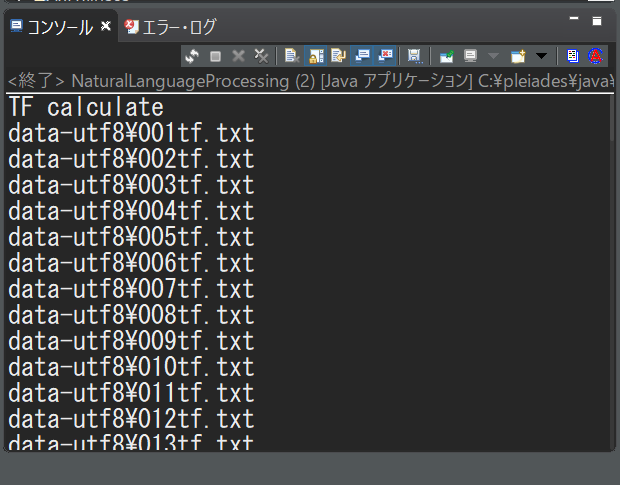 コンソール エラー・ログ
<終了> NaturalLanguageProcessing (2) [Java アプリケーション] C:¥pleiades¥java¥
TF calculate
data-utf8¥001tf.txt
data-utf8¥002tf.txt
data-utf8¥003tf.txt
data-utf8¥004tf.txt
data-utf8¥005tf.txt
data-utf8¥006tf.txt
data-utf8¥007tf.txt
data-utf8¥008tf.txt
data-utf8¥009tf.txt
data-utf8¥010tf.txt
data-utf8¥011tf.txt
data-utf8¥012tf.txt
data-utf8¥013tf.txt